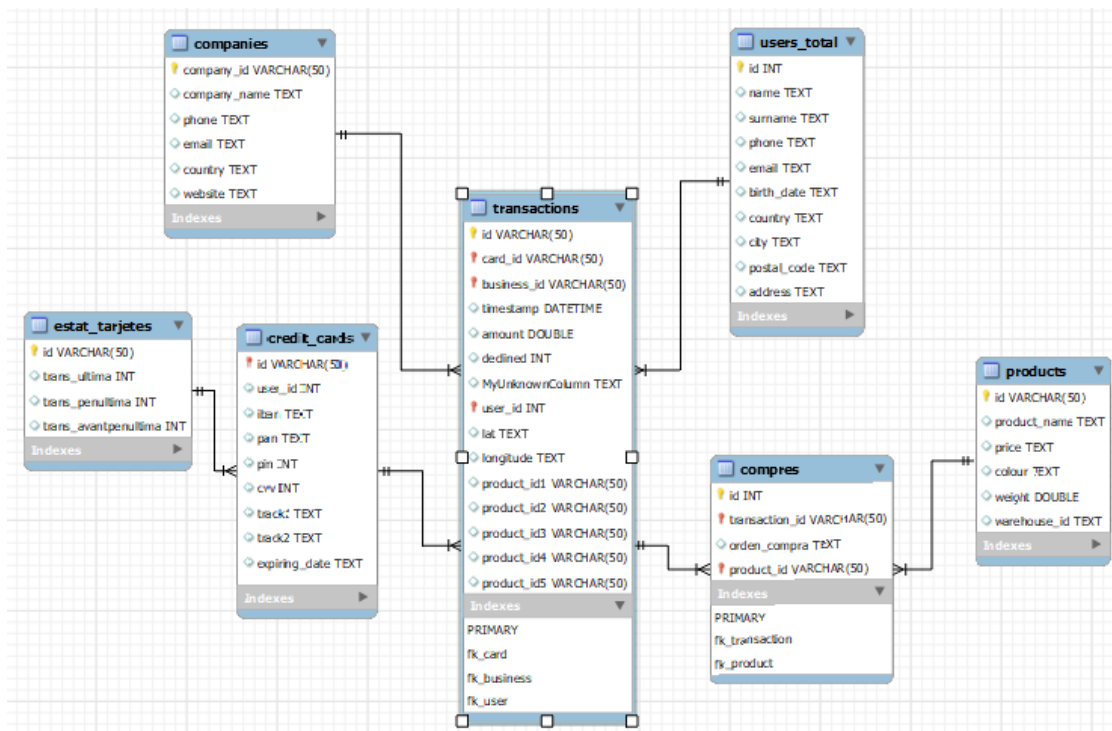 companies
company_id VARCHAR(50)
company_name TEXT
phone TEXT
email TEXT
country TEXT
website TEXT
Indexes
users_total
id INT
name TEXT
surname TEXT
phone TEXT
email TEXT
birth_date TEXT
country TEXT
city TEXT
postal_code TEXT
address TEXT
Indexes
estat_tarjetes
id VARCHAR(50)
trans_ultima INT
trans_penultima INT
trans_avantpenultima INT
Indexes
credit_cards
id VARCHAR(50)
user_id INT
iban TEXT
pan TEXT
pin INT
cvv INT
track1 TEXT
track2 TEXT
expiring_date TEXT
Indexes
transactions
id VARCHAR(50)
card_id VARCHAR(50)
business_id VARCHAR(50)
timestamp DATETIME
amount DOUBLE
declined INT
MyUnknownColumn TEXT
user_id INT
lat TEXT
longitude TEXT
product_id1 VARCHAR(50)
product_id2 VARCHAR(50)
product_id3 VARCHAR(50)
product_id4 VARCHAR(50)
product_id5 VARCHAR(50)
Indexes
PRIMARY
fk_card
fk_business
fk_user
compres
id INT
transaction_id VARCHAR(50)
orden_compra TEXT
product_id VARCHAR(50)
Indexes
PRIMARY
fk_transaction
fk_product
products
id VARCHAR(50)
product_name TEXT
price TEXT
colour TEXT
weight DOUBLE
warehouse_id TEXT
Indexes